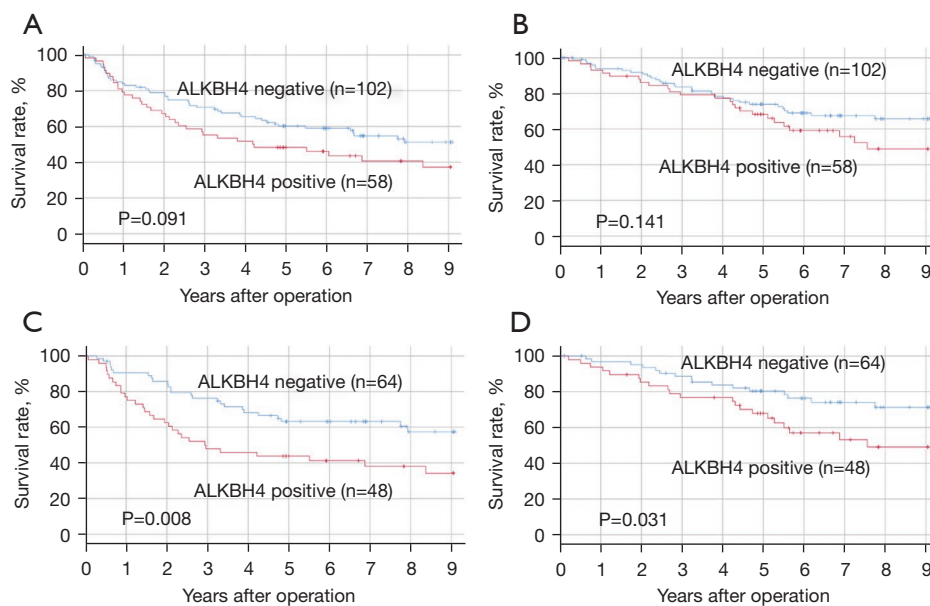 A
Survival rate, %
100
80
60
40
20
0
ALKBH4 negative (n=102)
ALKBH4 positive (n=58)
P=0.091
0 1 2 3 4 5 6 7 8 9
Years after operation
B
Survival rate, %
100
80
60
40
20
0
ALKBH4 negative (n=102)
ALKBH4 positive (n=58)
P=0.141
0 1 2 3 4 5 6 7 8 9
Years after operation
C
Survival rate, %
100
80
60
40
20
0
ALKBH4 negative (n=64)
ALKBH4 positive (n=48)
P=0.008
0 1 2 3 4 5 6 7 8 9
Years after operation
D
Survival rate, %
100
80
60
40
20
0
ALKBH4 negative (n=64)
ALKBH4 positive (n=48)
P=0.031
0 1 2 3 4 5 6 7 8 9
Years after operation